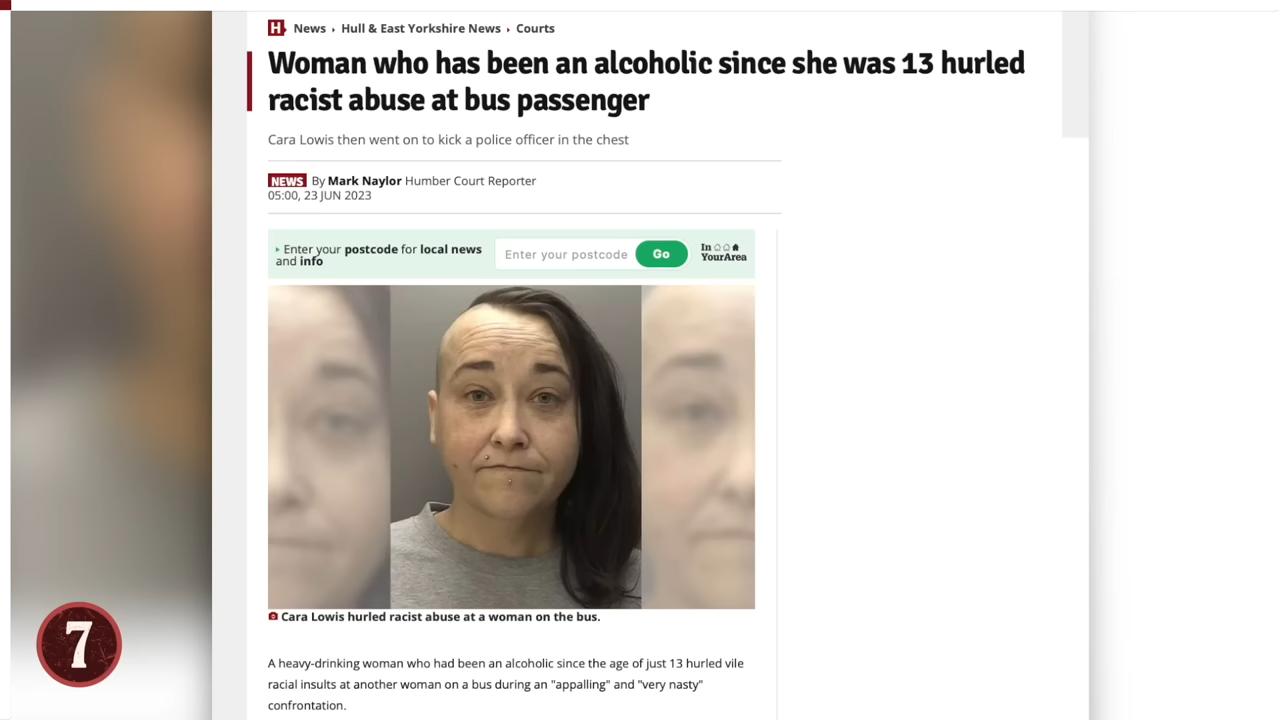 H News › Hull & East Yorkshire News › Courts
Woman who has been an alcoholic since she was 13 hurled
racist abuse at bus passenger
Cara Lowis then went on to kick a police officer in the chest
NEWS By Mark Naylor Humber Court Reporter
05:00, 23 JUN 2023
Enter your postcode for local news
and info
Enter your postcode
Go
In
YourArea
Cara Lowis hurled racist abuse at a woman on the bus.
A heavy-drinking woman who had been an alcoholic since the age of just 13 hurled vile
racial insults at another woman on a bus during an "appalling" and "very nasty"
confrontation.
7